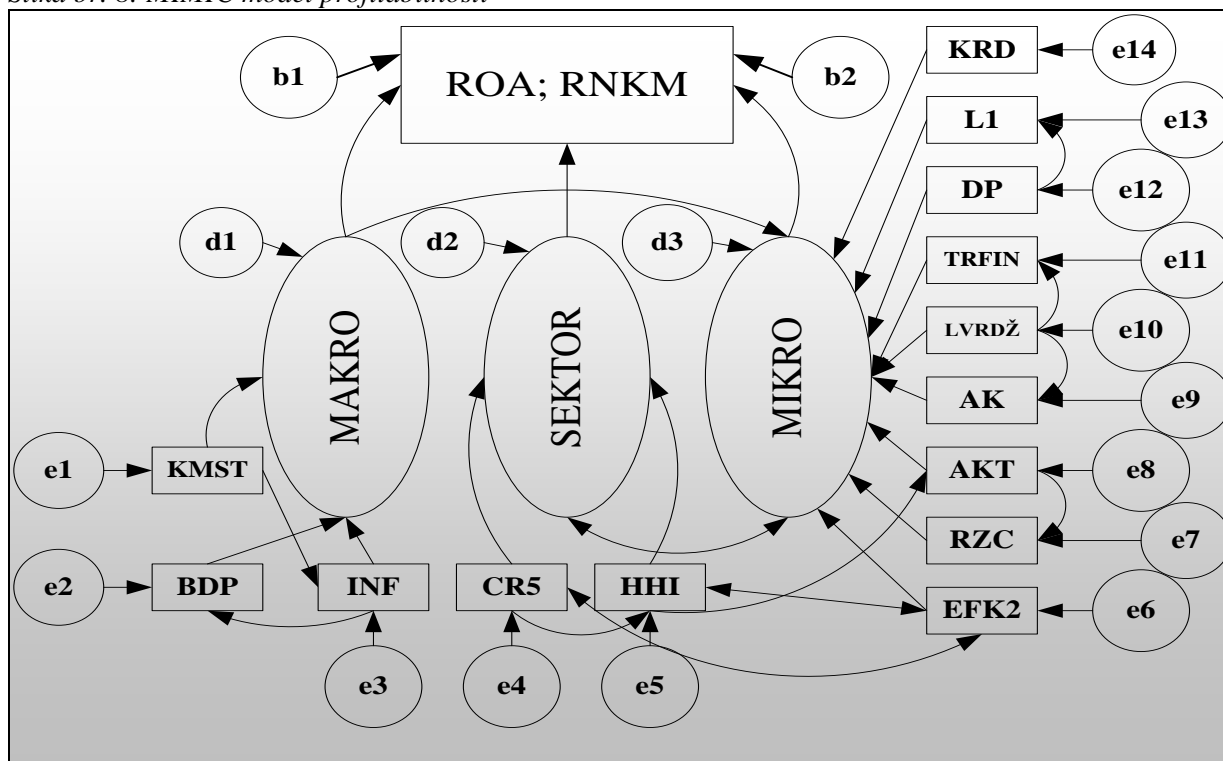 Slika br. 8. MIMIC model profitabilnosti
b1
ROA; RNKM
b2
KRD
e14
L1
e13
DP
e12
d1
d2
d3
TRFIN
e11
LVRDŽ
e10
MAKRO
SEKTOR
MIKRO
AK
e9
e1
KMST
AKT
e8
RZC
e7
e2
BDP
INF
CR5
HHI
EFK2
e6
e3
e4
e5